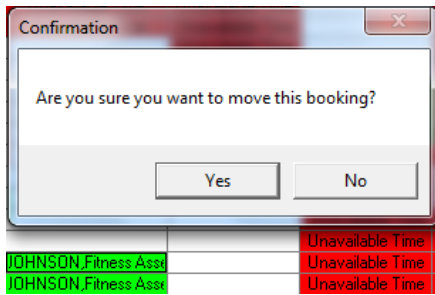 Confirmation
Are you sure you want to move this booking?
Yes
No
Unavailable Time
JOHNSON,Fitness Asse
Unavailable Time
JOHNSON,Fitness Asse
Unavailable Time